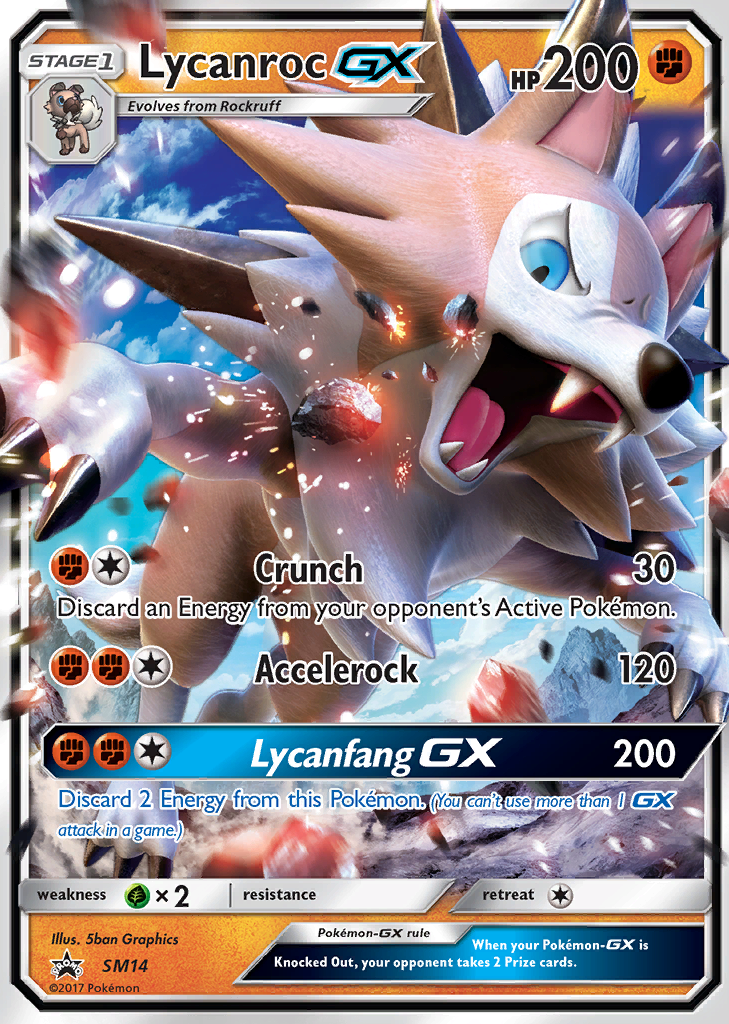 STAGE1 Lycanroc GX HP200
Evolves from Rockruff
Crunch 30
Discard an Energy from your opponent's Active Pokémon.
Accelerock 120
Lycanfang GX 200
Discard 2 Energy from this Pokémon. (You can't use more than 1 GX
attack in a game.)
weakness ×2 resistance retreat
Illus. 5ban Graphics
PROMO SM14
©2017 Pokémon
Pokémon-GX rule
When your Pokémon-GX is
Knocked Out, your opponent takes 2 Prize cards.